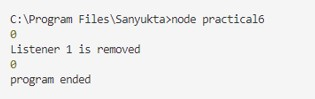 C:\Program Files\Sanyukta>node practical6
0
Listener 1 is removed
0
program ended